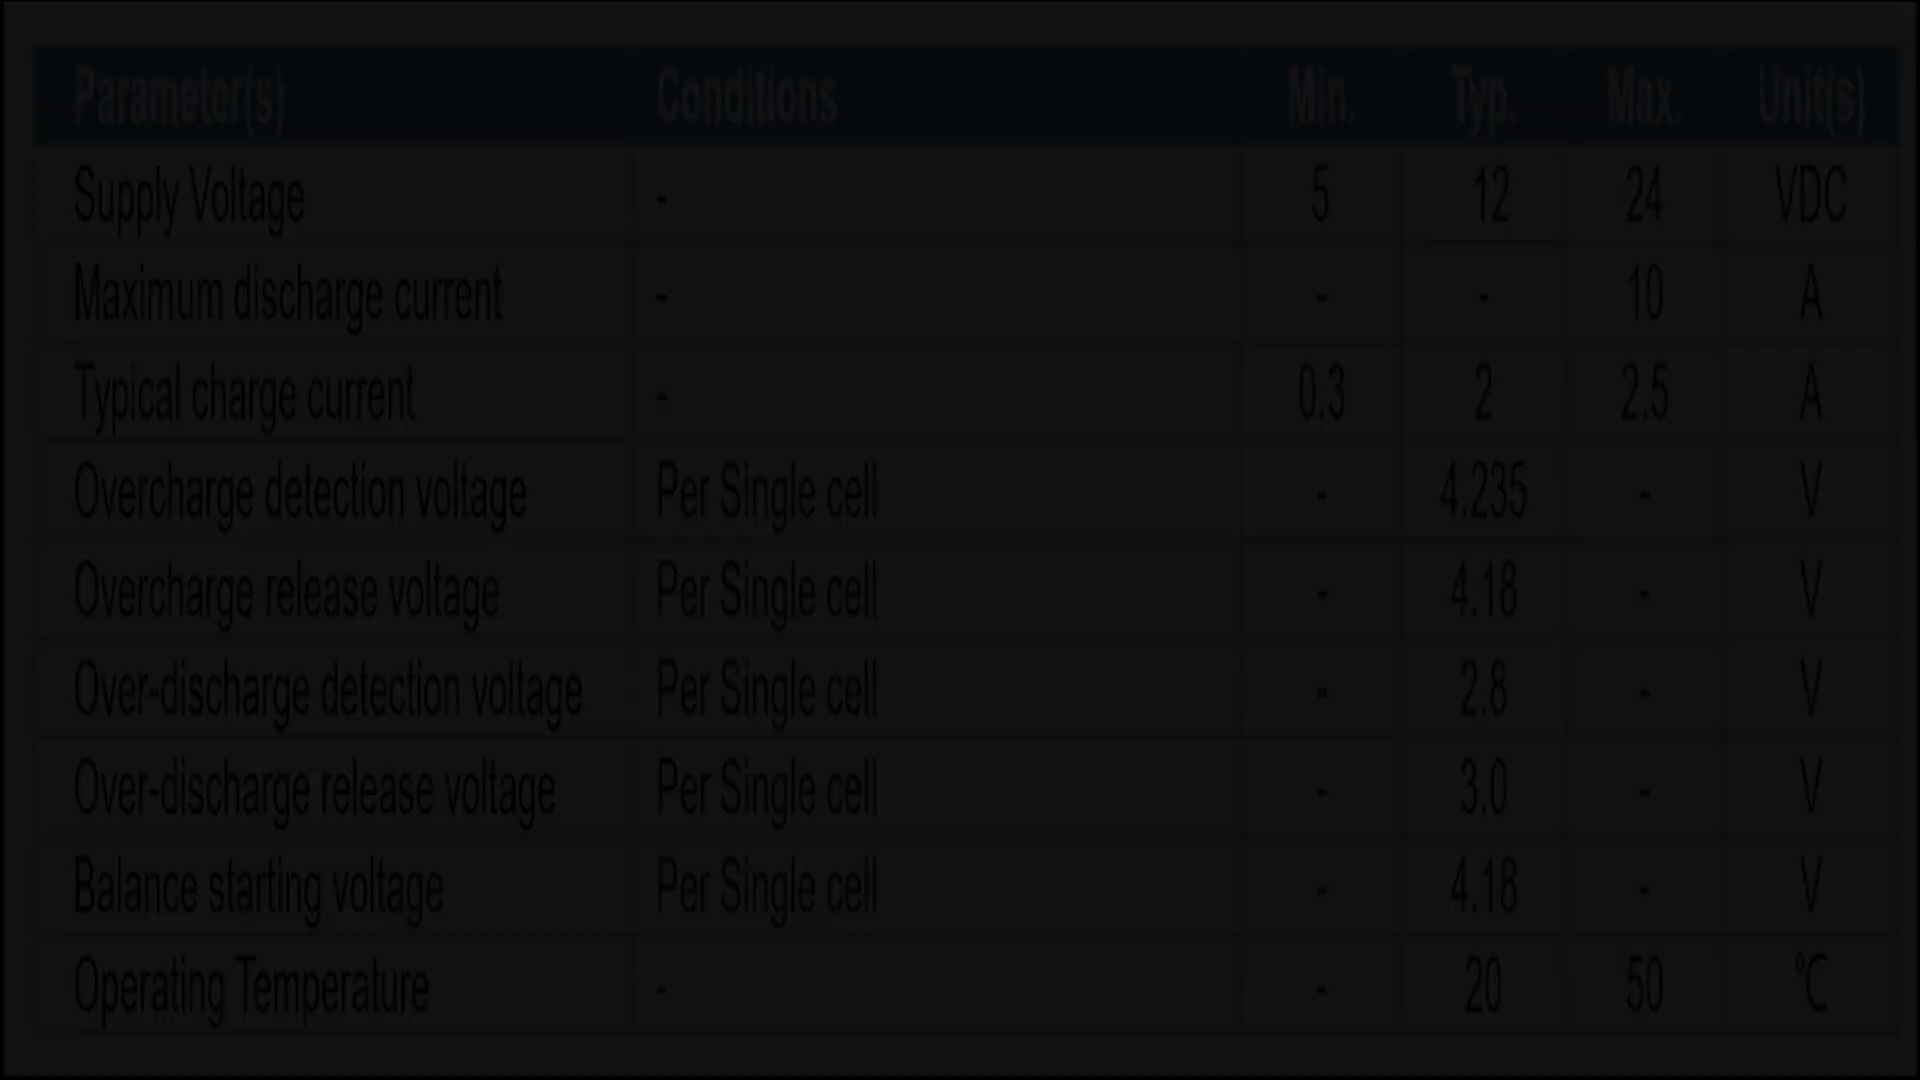 Parameter(s) Conditions Min. Typ. Max. Unit(s)
Supply Voltage - 5 12 24 VDC
Maximum discharge current - - - 10 A
Typical charge current - 0.3 2 2.5 A
Overcharge detection voltage Per Single cell - 4.235 - V
Overcharge release voltage Per Single cell - 4.18 - V
Over-discharge detection voltage Per Single cell - 2.8 - V
Over-discharge release voltage Per Single cell - 3.0 - V
Balance starting voltage Per Single cell - 4.18 - V
Operating Temperature - - 20 50 ℃